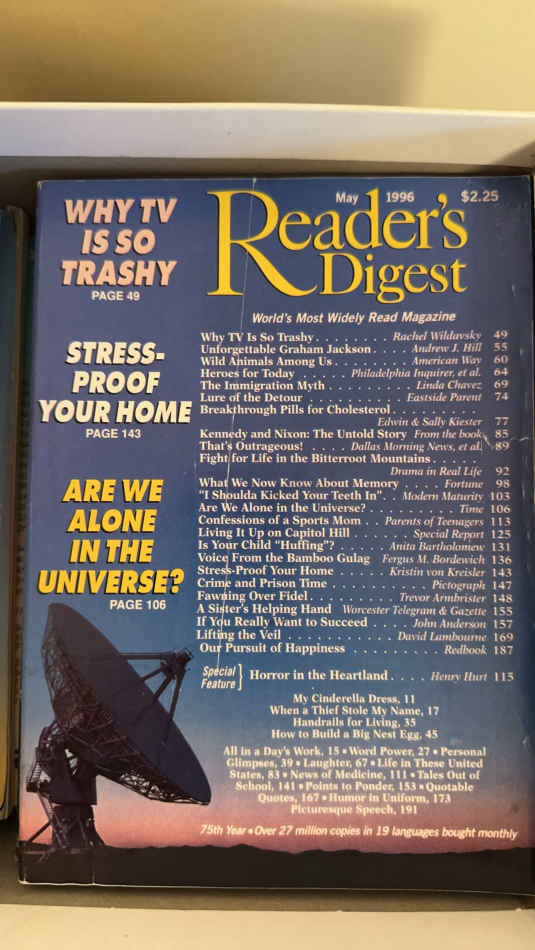 WHY TV
IS SO
TRASHY
PAGE 49
STRESS-
PROOF
YOUR HOME
PAGE 143
ARE WE
ALONE
IN THE
UNIVERSE?
PAGE 106
May 1996 $2.25
Reader's
Digest
World's Most Widely Read Magazine
Why TV Is So Trashy . . . . . . . . Rachel Wildavsky 49
Unforgettable Graham Jackson . . . . Andrew J. Hill 55
Wild Animals Among Us . . . . . . . . American Way 60
Heroes for Today . . . . . Philadelphia Inquirer, et al. 64
The Immigration Myth . . . . . . . . . Linda Chavez 69
Lure of the Detour . . . . . . . . . . Eastside Parent 74
Breakthrough Pills for Cholesterol . . . . . . . . .
Edwin & Sally Kiester 77
Kennedy and Nixon: The Untold Story From the book 85
That's Outrageous! . . . . Dallas Morning News, et al. 89
Fight for Life in the Bitterroot Mountains . . . . .
Drama in Real Life 92
What We Now Know About Memory . . . . Fortune 98
"I Shoulda Kicked Your Teeth In" . . Modern Maturity 103
Are We Alone in the Universe? . . . . . . . . . Time 106
Confessions of a Sports Mom . . Parents of Teenagers 113
Living It Up on Capitol Hill . . . . . . Special Report 125
Is Your Child "Huffing"? . . . . . Anita Bartholomew 131
Voice From the Bamboo Gulag Fergus M. Bordewich 136
Stress-Proof Your Home . . . . . Kristin von Kreisler 143
Crime and Prison Time . . . . . . . . . . Pictograph 147
Fawning Over Fidel . . . . . . . . . Trevor Armbrister 148
A Sister's Helping Hand Worcester Telegram & Gazette 155
If You Really Want to Succeed . . . . John Anderson 157
Lifting the Veil . . . . . . . . . . . David Lambourne 169
Our Pursuit of Happiness . . . . . . . . . Redbook 187
Special
Feature Horror in the Heartland . . . . Henry Hurt 115
My Cinderella Dress, 11
When a Thief Stole My Name, 17
Handrails for Living, 35
How to Build a Big Nest Egg, 45
All in a Day's Work, 15 • Word Power, 27 • Personal
Glimpses, 39 • Laughter, 67 • Life in These United
States, 83 • News of Medicine, 111 • Tales Out of
School, 141 • Points to Ponder, 153 • Quotable
Quotes, 167 • Humor in Uniform, 173
Picturesque Speech, 191
75th Year • Over 27 million copies in 19 languages bought monthly